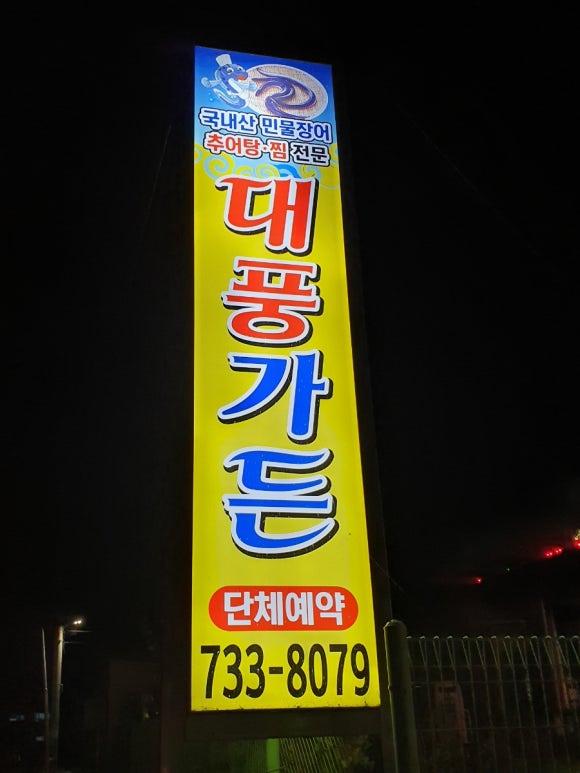 국내산 민물장어
추어탕·찜 전문
대풍가든
단체예약
733-8079